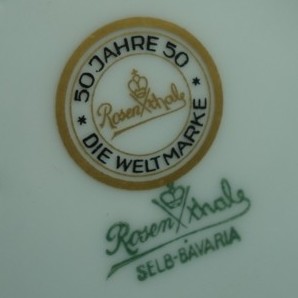 * 50 JAHRE 50 *
Rosenthal
DIE WELTMARKE
Rosenthal
SELB-BAVARIA